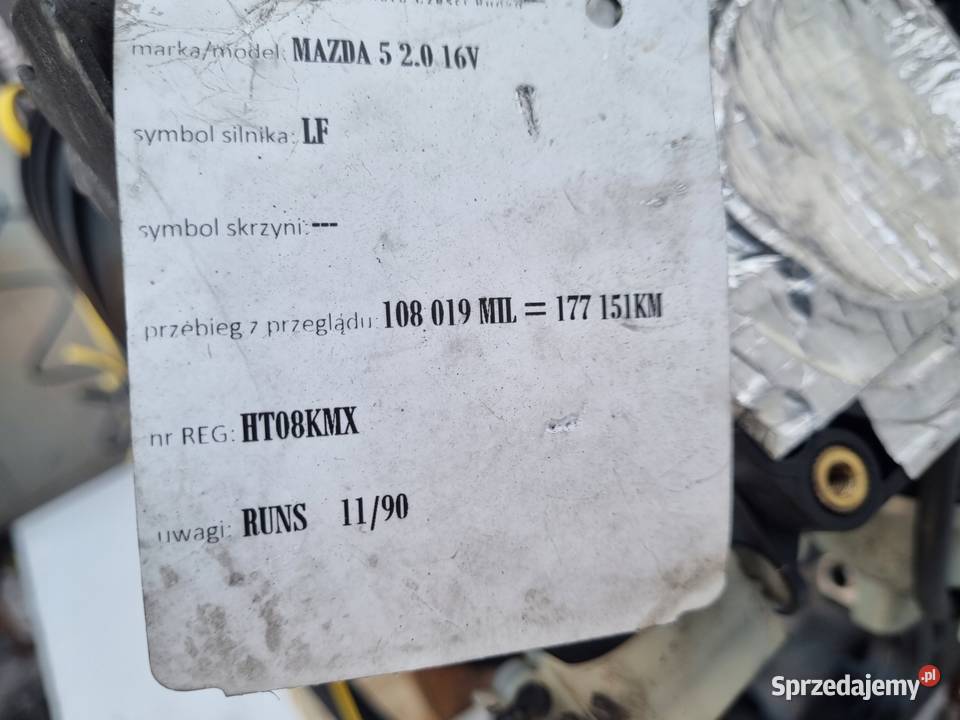 marka/model: MAZDA 5 2.0 16V
symbol silnika: LF
symbol skrzyni: ---
przebieg z przeglądu: 108 019 MIL = 177 151KM
nr REG: HT08KMX
uwagi: RUNS 11/90
Sprzedajemy.pl